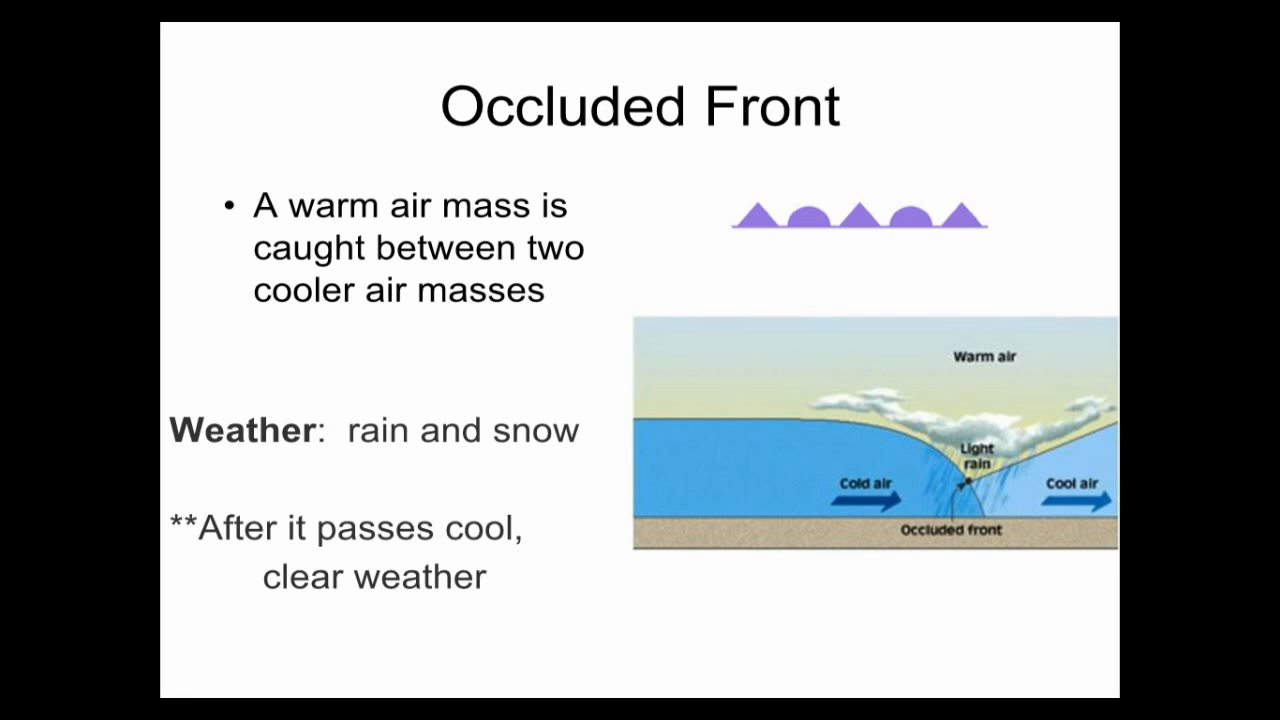 Occluded Front
• A warm air mass is
caught between two
cooler air masses
Weather:  rain and snow
**After it passes cool,
clear weather
Warm air
Light
rain
Cold air
Cool air
Occluded front